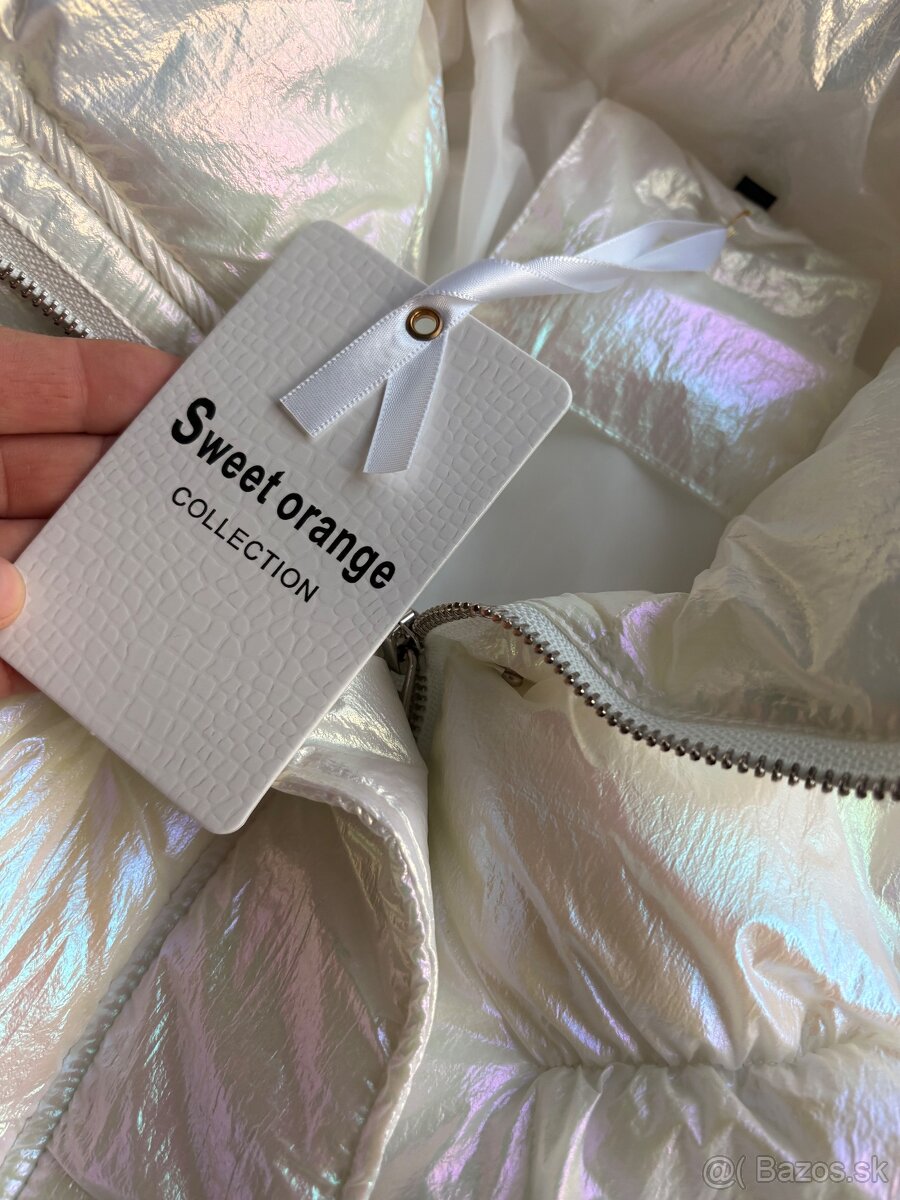 Sweet orange
COLLECTION
@( Bazos.sk